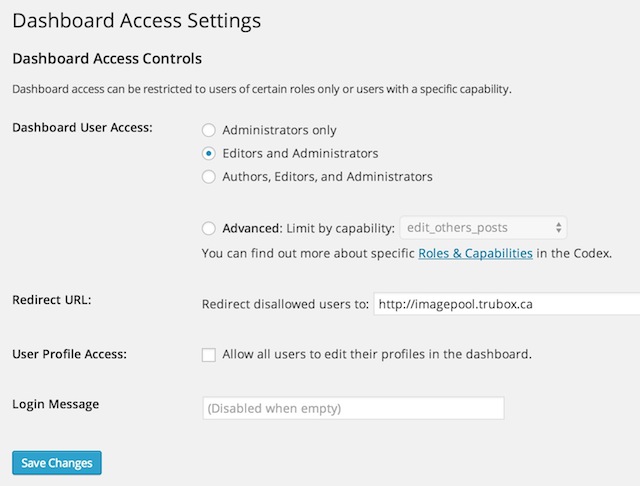 Dashboard Access Settings
Dashboard Access Controls
Dashboard access can be restricted to users of certain roles only or users with a specific capability.
Dashboard User Access:
Administrators only
Editors and Administrators
Authors, Editors, and Administrators
Advanced: Limit by capability: edit_others_posts
You can find out more about specific Roles & Capabilities in the Codex.
Redirect URL:
Redirect disallowed users to: http://imagepool.trubox.ca
User Profile Access:
Allow all users to edit their profiles in the dashboard.
Login Message
(Disabled when empty)
Save Changes